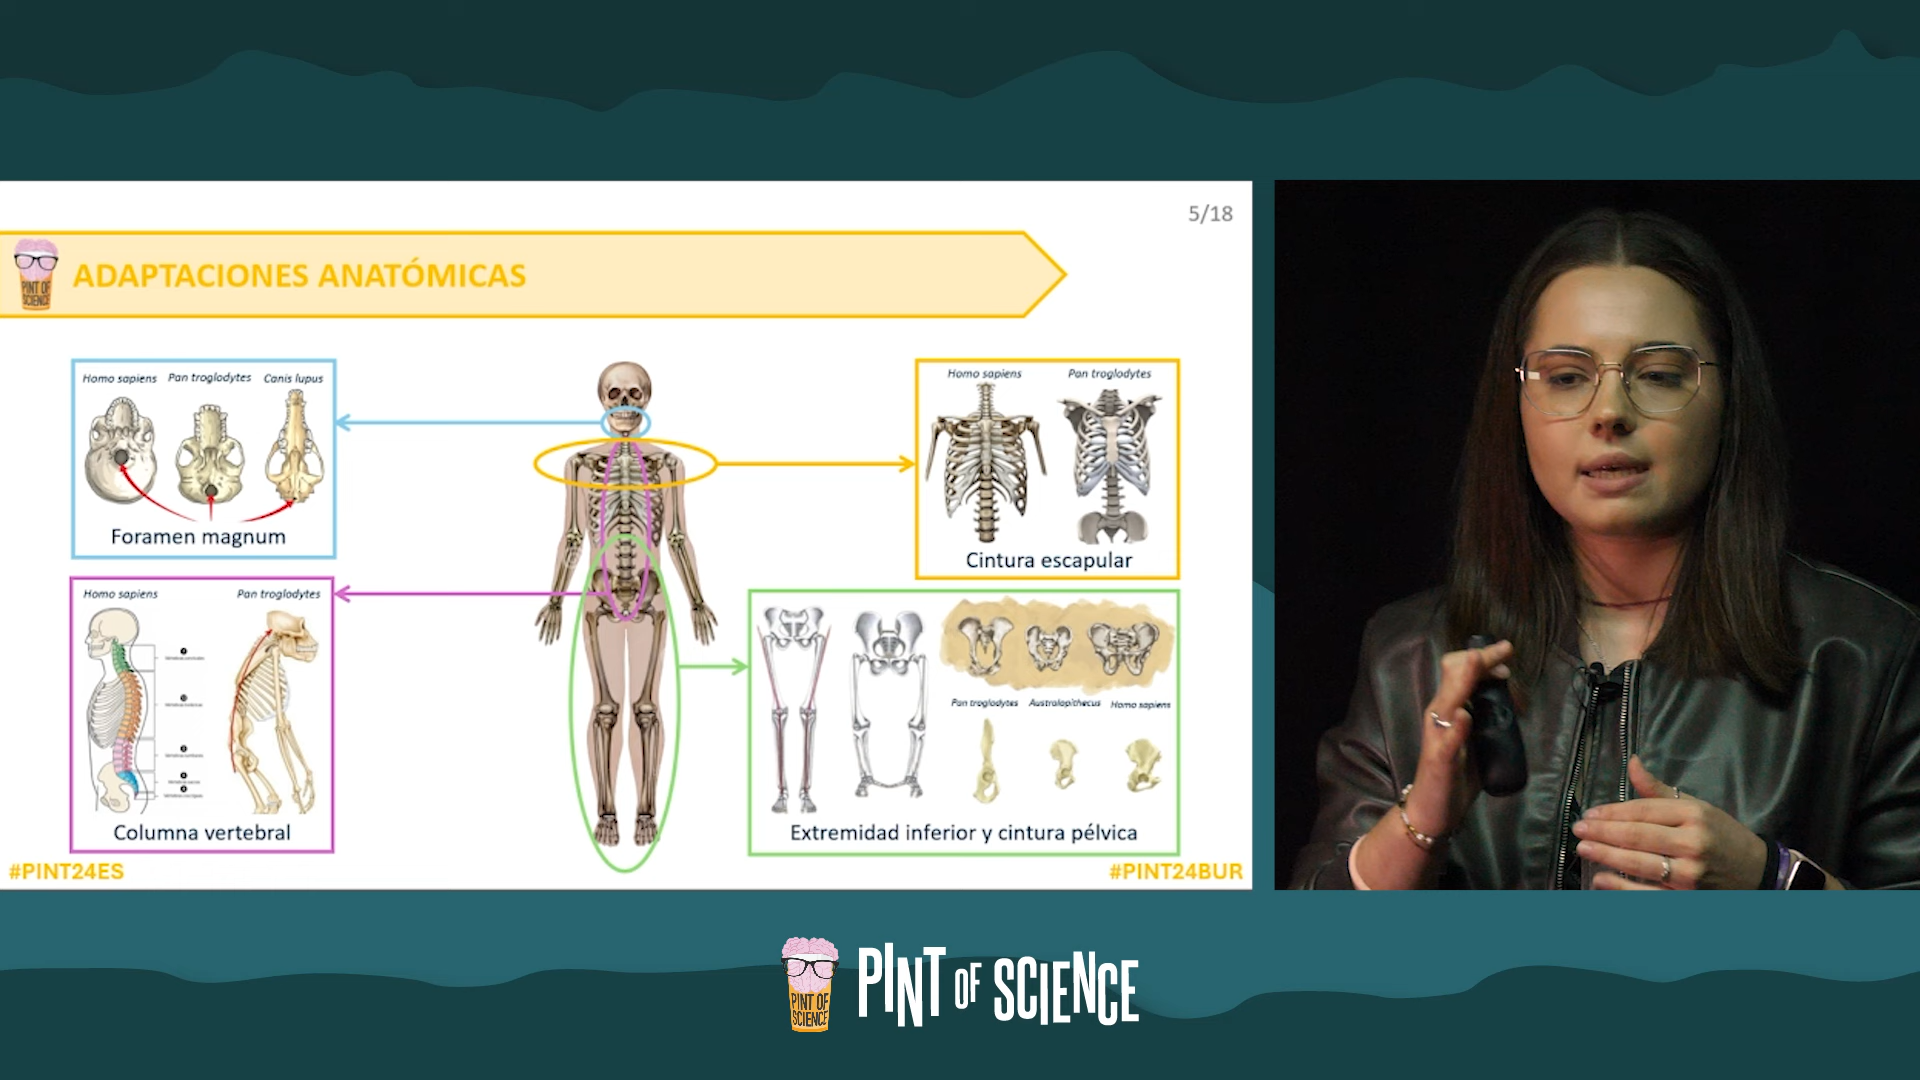 5/18
PINT OF
SCIENCE
ADAPTACIONES ANATÓMICAS
Homo sapiens Pan troglodytes Canis lupus
Foramen magnum
Homo sapiens Pan troglodytes
Cintura escapular
Homo sapiens Pan troglodytes
Columna vertebral
Pan troglodytes Australopithecus Homo sapiens
Extremidad inferior y cintura pélvica
#PINT24ES
#PINT24BUR
PINT OF
SCIENCE
PINT OF SCIENCE